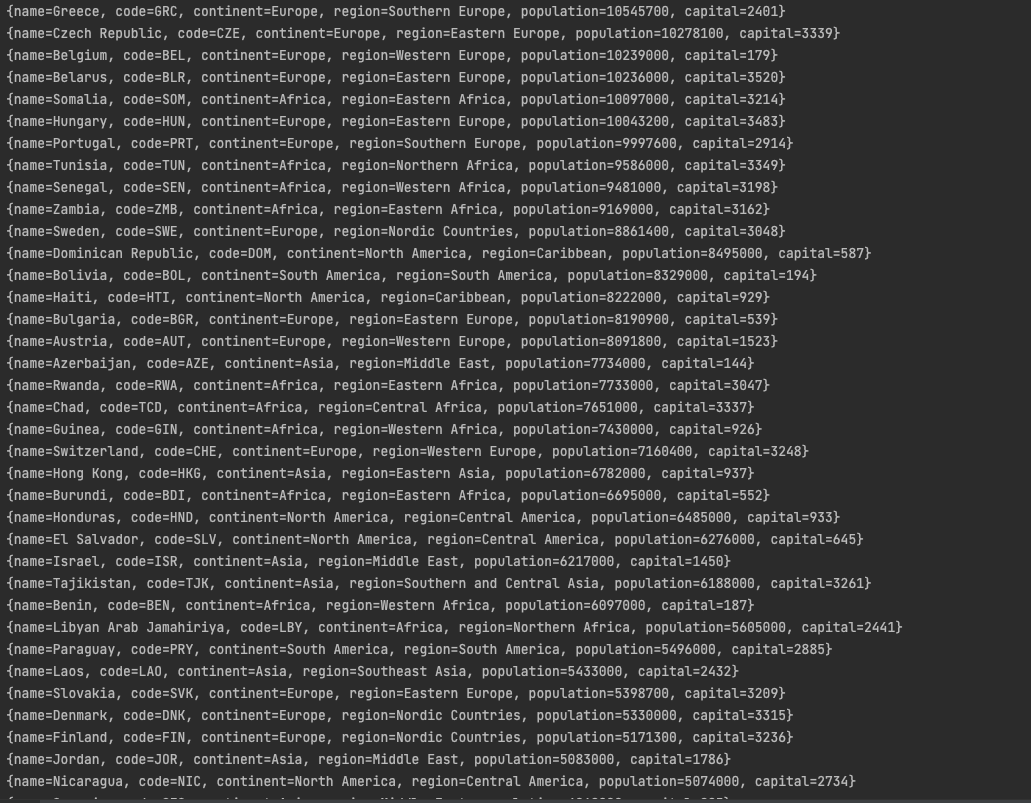 {name=Greece, code=GRC, continent=Europe, region=Southern Europe, population=10545700, capital=2401}
{name=Czech Republic, code=CZE, continent=Europe, region=Eastern Europe, population=10278100, capital=3339}
{name=Belgium, code=BEL, continent=Europe, region=Western Europe, population=10239000, capital=179}
{name=Belarus, code=BLR, continent=Europe, region=Eastern Europe, population=10236000, capital=3520}
{name=Somalia, code=SOM, continent=Africa, region=Eastern Africa, population=10097000, capital=3214}
{name=Hungary, code=HUN, continent=Europe, region=Eastern Europe, population=10043200, capital=3483}
{name=Portugal, code=PRT, continent=Europe, region=Southern Europe, population=9997600, capital=2914}
{name=Tunisia, code=TUN, continent=Africa, region=Northern Africa, population=9586000, capital=3349}
{name=Senegal, code=SEN, continent=Africa, region=Western Africa, population=9481000, capital=3198}
{name=Zambia, code=ZMB, continent=Africa, region=Eastern Africa, population=9169000, capital=3162}
{name=Sweden, code=SWE, continent=Europe, region=Nordic Countries, population=8861400, capital=3048}
{name=Dominican Republic, code=DOM, continent=North America, region=Caribbean, population=8495000, capital=587}
{name=Bolivia, code=BOL, continent=South America, region=South America, population=8329000, capital=194}
{name=Haiti, code=HTI, continent=North America, region=Caribbean, population=8222000, capital=929}
{name=Bulgaria, code=BGR, continent=Europe, region=Eastern Europe, population=8190900, capital=539}
{name=Austria, code=AUT, continent=Europe, region=Western Europe, population=8091800, capital=1523}
{name=Azerbaijan, code=AZE, continent=Asia, region=Middle East, population=7734000, capital=144}
{name=Rwanda, code=RWA, continent=Africa, region=Eastern Africa, population=7733000, capital=3047}
{name=Chad, code=TCD, continent=Africa, region=Central Africa, population=7651000, capital=3337}
{name=Guinea, code=GIN, continent=Africa, region=Western Africa, population=7430000, capital=926}
{name=Switzerland, code=CHE, continent=Europe, region=Western Europe, population=7160400, capital=3248}
{name=Hong Kong, code=HKG, continent=Asia, region=Eastern Asia, population=6782000, capital=937}
{name=Burundi, code=BDI, continent=Africa, region=Eastern Africa, population=6695000, capital=552}
{name=Honduras, code=HND, continent=North America, region=Central America, population=6485000, capital=933}
{name=El Salvador, code=SLV, continent=North America, region=Central America, population=6276000, capital=645}
{name=Israel, code=ISR, continent=Asia, region=Middle East, population=6217000, capital=1450}
{name=Tajikistan, code=TJK, continent=Asia, region=Southern and Central Asia, population=6188000, capital=3261}
{name=Benin, code=BEN, continent=Africa, region=Western Africa, population=6097000, capital=187}
{name=Libyan Arab Jamahiriya, code=LBY, continent=Africa, region=Northern Africa, population=5605000, capital=2441}
{name=Paraguay, code=PRY, continent=South America, region=South America, population=5496000, capital=2885}
{name=Laos, code=LAO, continent=Asia, region=Southeast Asia, population=5433000, capital=2432}
{name=Slovakia, code=SVK, continent=Europe, region=Eastern Europe, population=5398700, capital=3209}
{name=Denmark, code=DNK, continent=Europe, region=Nordic Countries, population=5330000, capital=3315}
{name=Finland, code=FIN, continent=Europe, region=Nordic Countries, population=5171300, capital=3236}
{name=Jordan, code=JOR, continent=Asia, region=Middle East, population=5083000, capital=1786}
{name=Nicaragua, code=NIC, continent=North America, region=Central America, population=5074000, capital=2734}